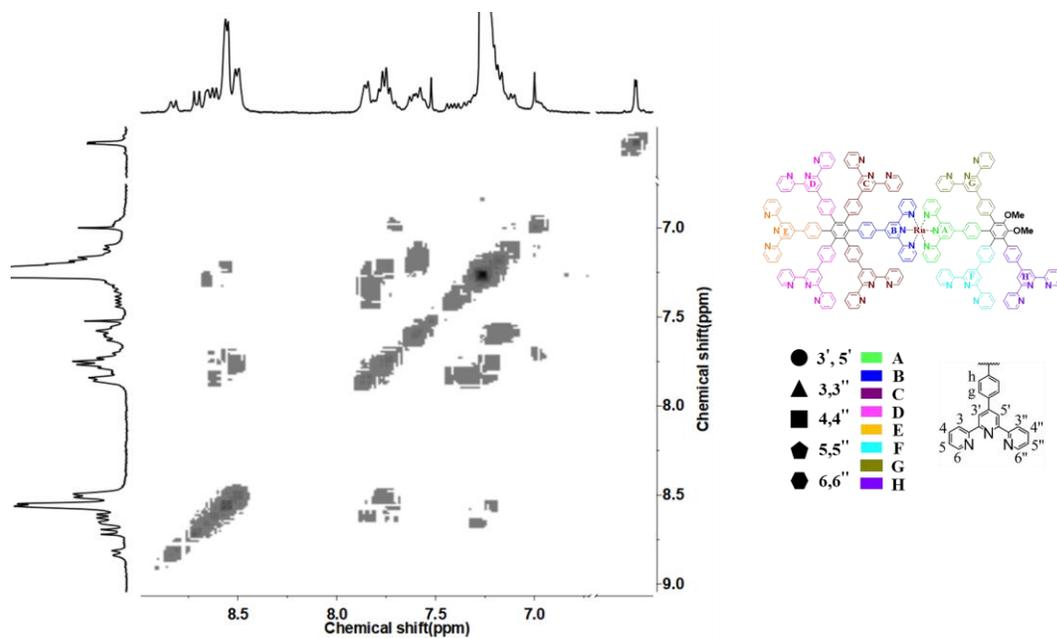 7.0
7.5
8.0
8.5
9.0
Chemical shift(ppm)
8.5 8.0 7.5 7.0
Chemical shift(ppm)
N N
N N N N N
D C G
N N N OMe
N E N B N Ru N A N OMe
N N N
F H
N N N N N N
N N N
3', 5' A
3,3'' B
4,4'' C
5,5'' D
6,6'' E
F
G
H
h
g
3' 5'
4 3 3'' 4''
5 N 5''
6 N N 6''